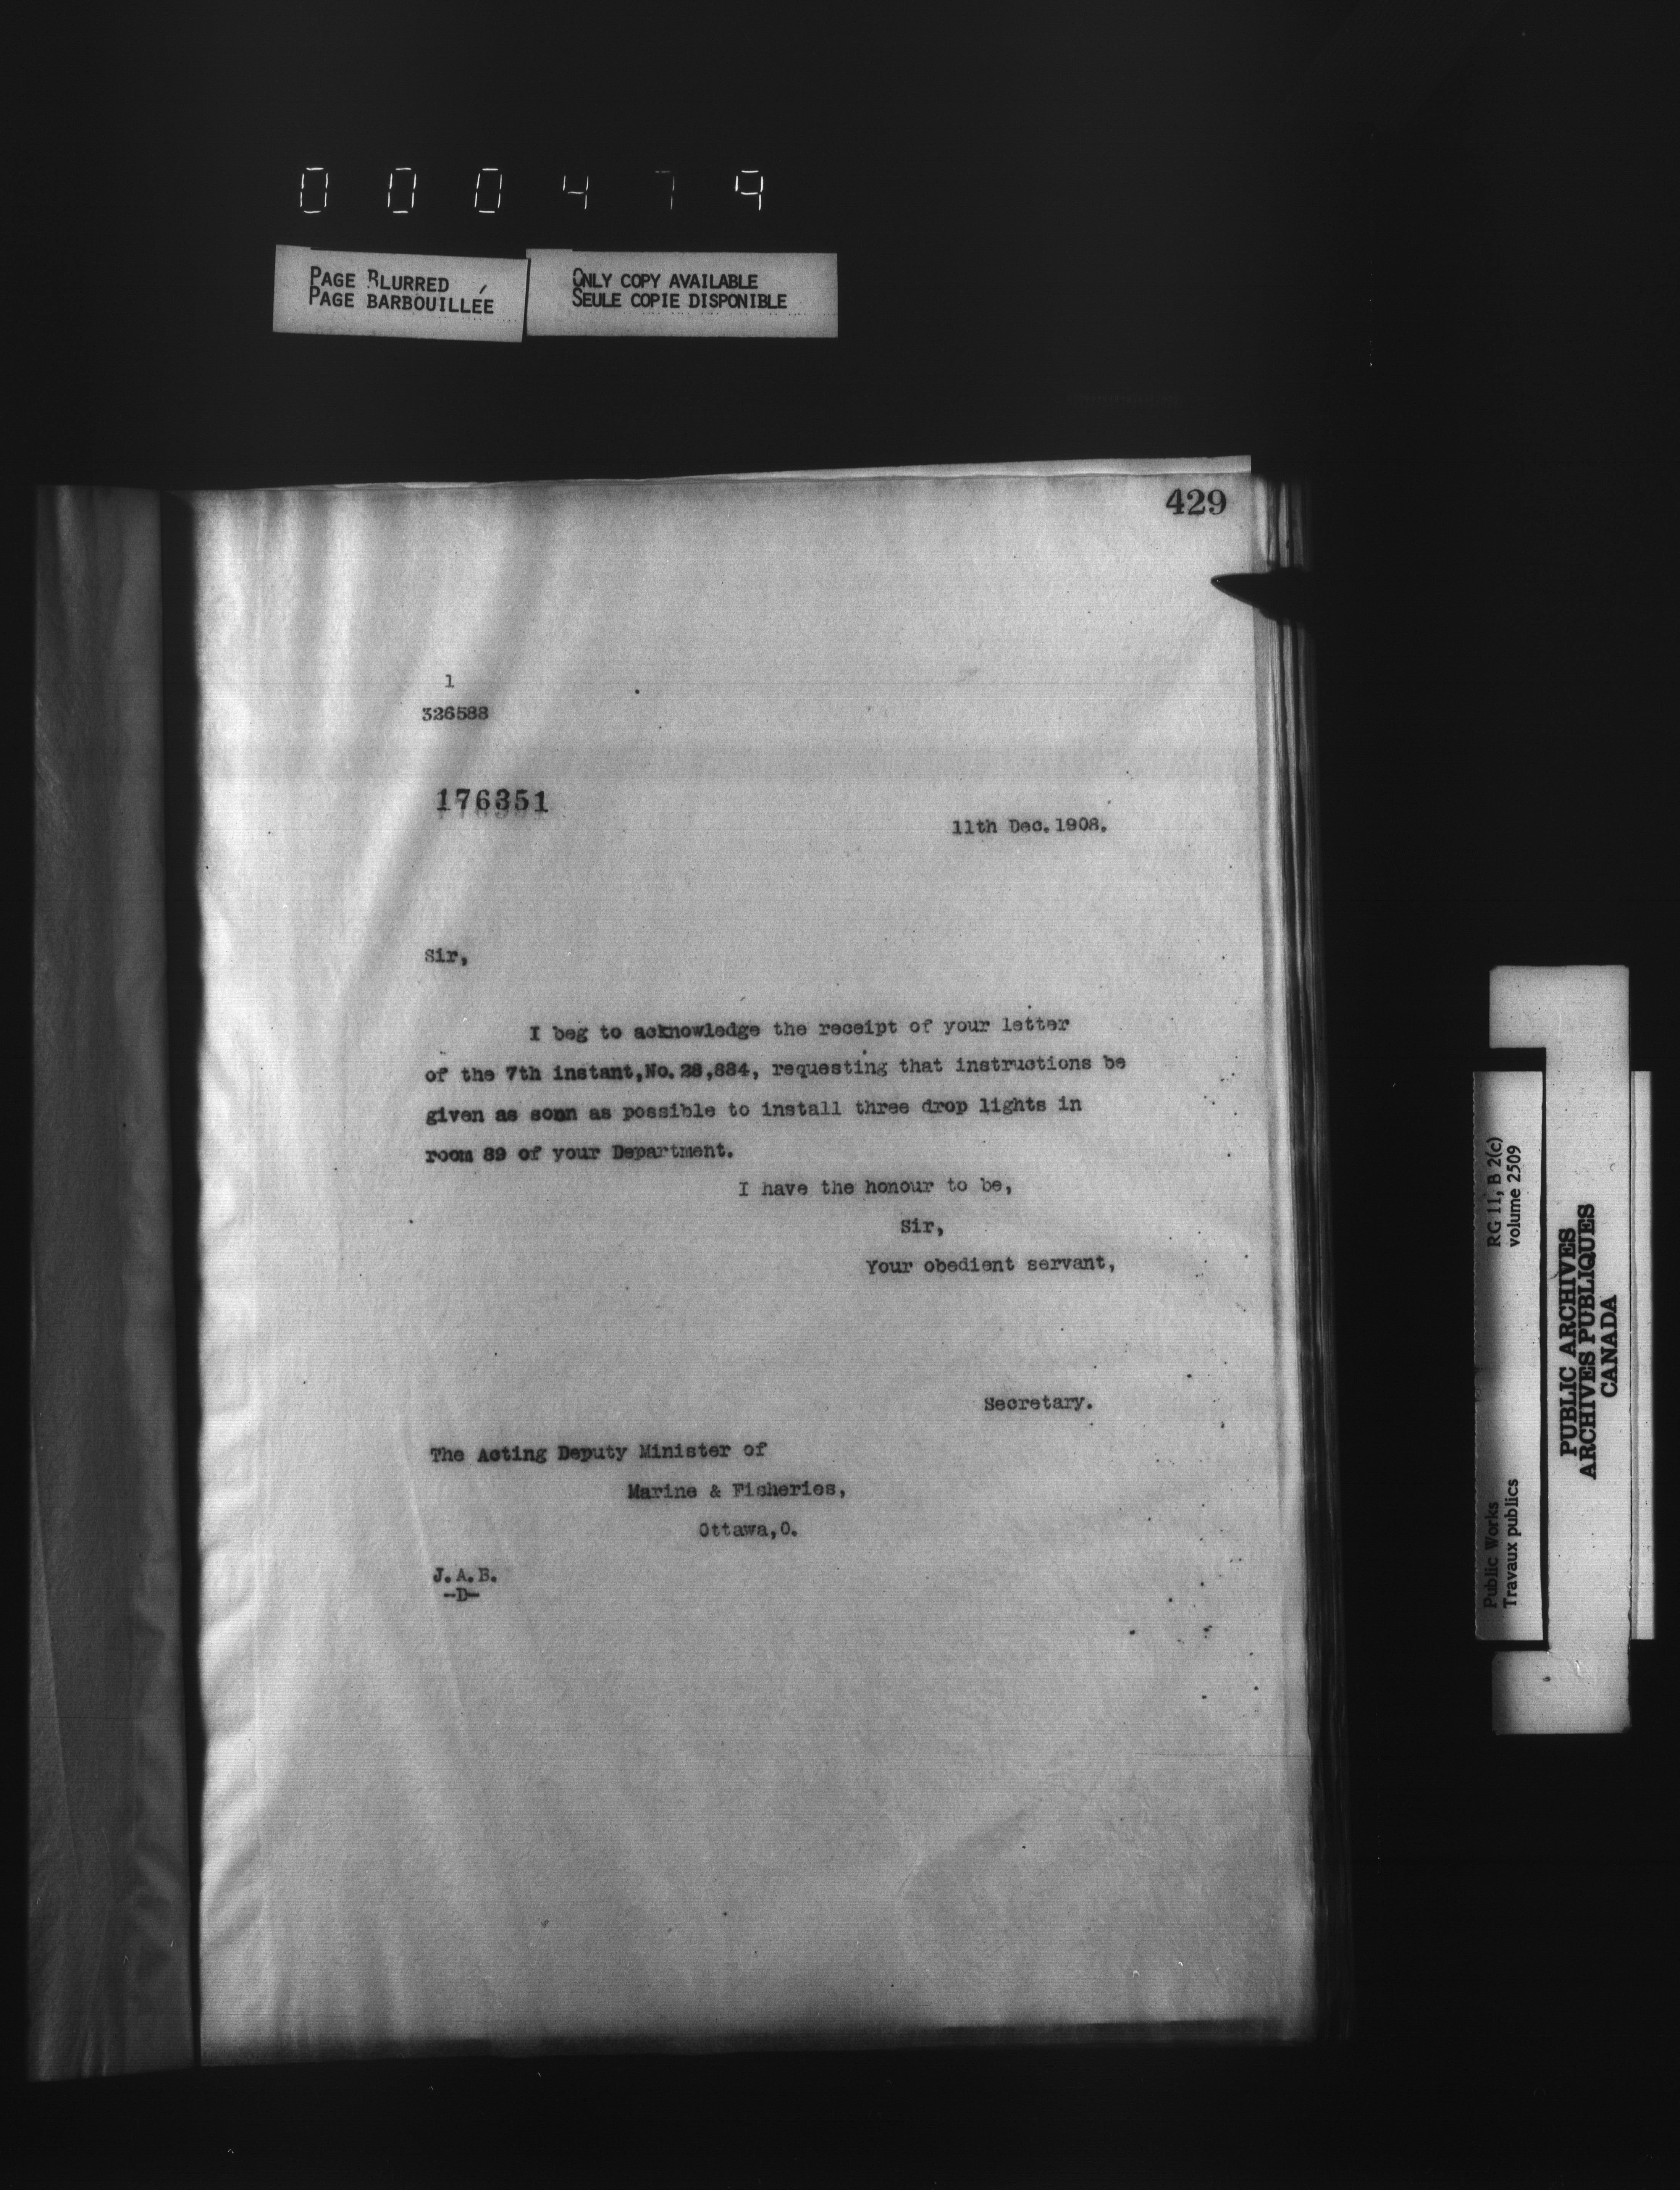 000479
PAGE BLURRED
PAGE BARBOUILLÉE
ONLY COPY AVAILABLE
SEULE COPIE DISPONIBLE
429
1
326588
176351
11th Dec. 1908.
Sir,
I beg to acknowledge the receipt of your letter
of the 7th instant, No. 28,884, requesting that instructions be
given as soon as possible to install three drop lights in
room 89 of your Department.
I have the honour to be,
Sir,
Your obedient servant,
Secretary.
The Acting Deputy Minister of
Marine & Fisheries,
Ottawa, O.
J. A. B.
-D-
Public Works
Travaux publics
RG 11, B 2(c)
volume 2509
PUBLIC ARCHIVES
ARCHIVES PUBLIQUES
CANADA